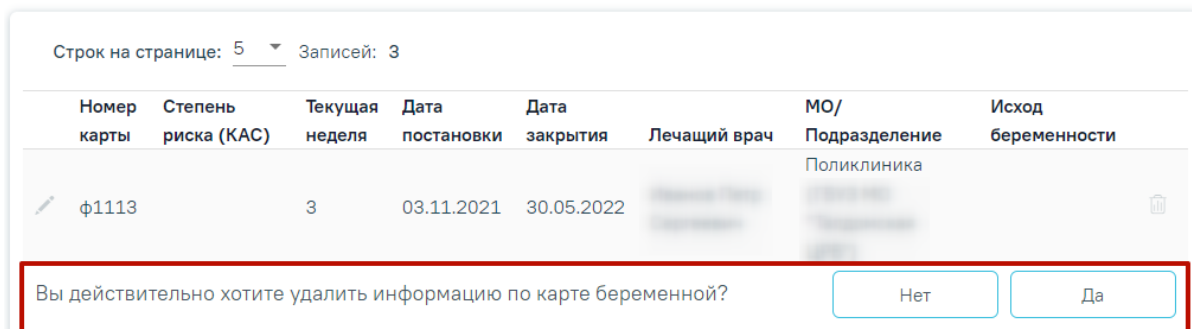 Строк на странице: 5 Записей: 3
Номер Степень Текущая Дата Дата МО/ Исход
карты риска (КАС) неделя постановки закрытия Лечащий врач Подразделение беременности
Поликлиника
ф1113 3 03.11.2021 30.05.2022
Вы действительно хотите удалить информацию по карте беременной? Нет Да